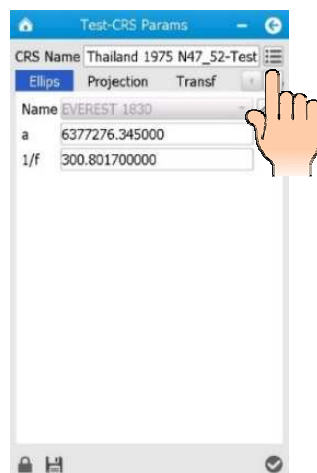 Test-CRS Params
CRS Name Thailand 1975 N47_52-Test
Ellips Projection Transf
Name EVEREST 1830
a 6377276.345000
1/f 300.801700000